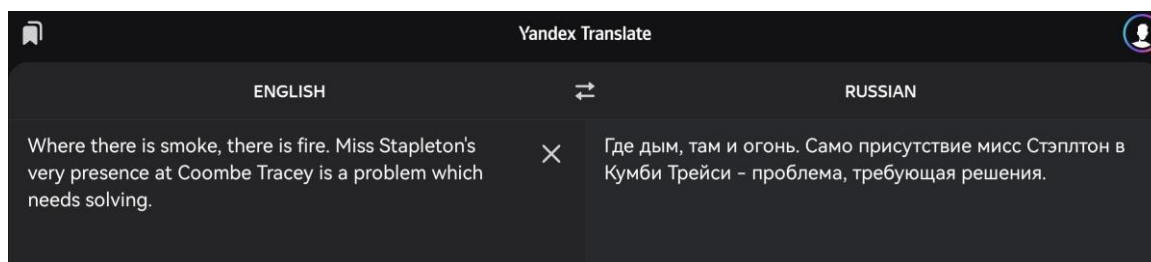 Yandex Translate
ENGLISH
RUSSIAN
Where there is smoke, there is fire. Miss Stapleton's
very presence at Coombe Tracey is a problem which
needs solving.
Где дым, там и огонь. Само присутствие мисс Стэплтон в
Кумби Трейси – проблема, требующая решения.